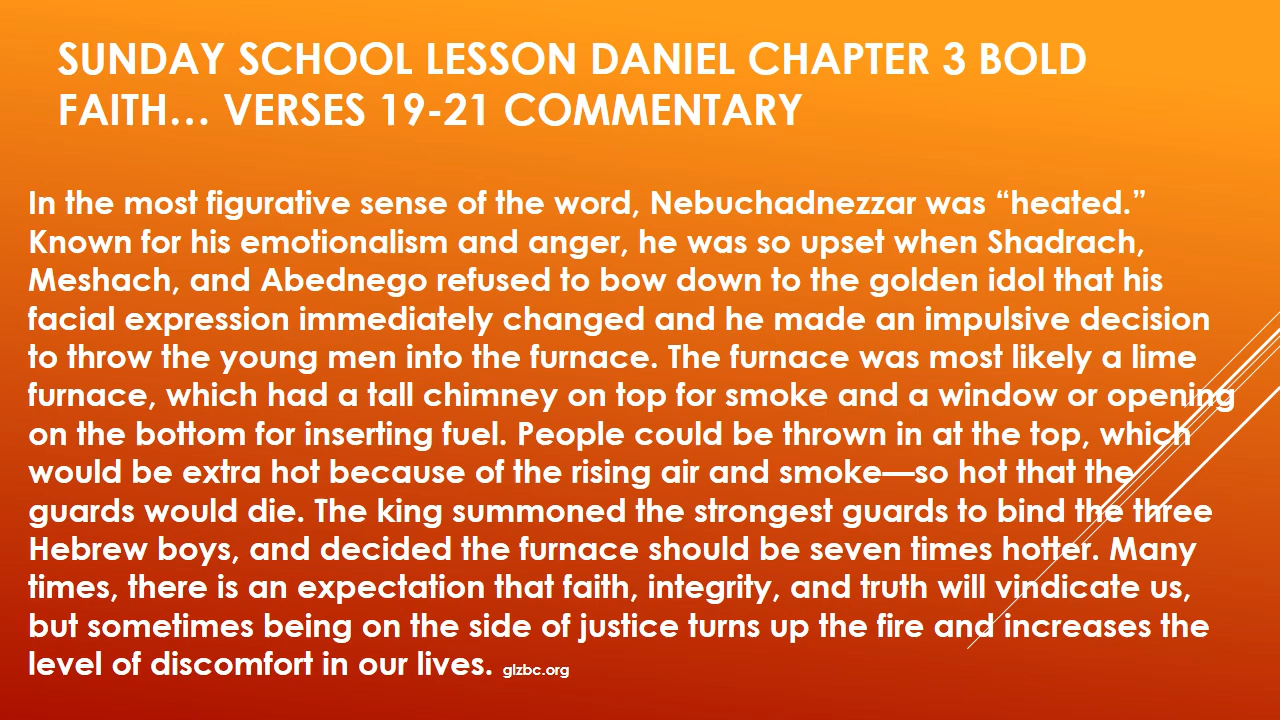 SUNDAY SCHOOL LESSON DANIEL CHAPTER 3 BOLD
FAITH… VERSES 19-21 COMMENTARY
In the most figurative sense of the word, Nebuchadnezzar was “heated.”
Known for his emotionalism and anger, he was so upset when Shadrach,
Meshach, and Abednego refused to bow down to the golden idol that his
facial expression immediately changed and he made an impulsive decision
to throw the young men into the furnace. The furnace was most likely a lime
furnace, which had a tall chimney on top for smoke and a window or opening
on the bottom for inserting fuel. People could be thrown in at the top, which
would be extra hot because of the rising air and smoke—so hot that the
guards would die. The king summoned the strongest guards to bind the three
Hebrew boys, and decided the furnace should be seven times hotter. Many
times, there is an expectation that faith, integrity, and truth will vindicate us,
but sometimes being on the side of justice turns up the fire and increases the
level of discomfort in our lives. glzbc.org